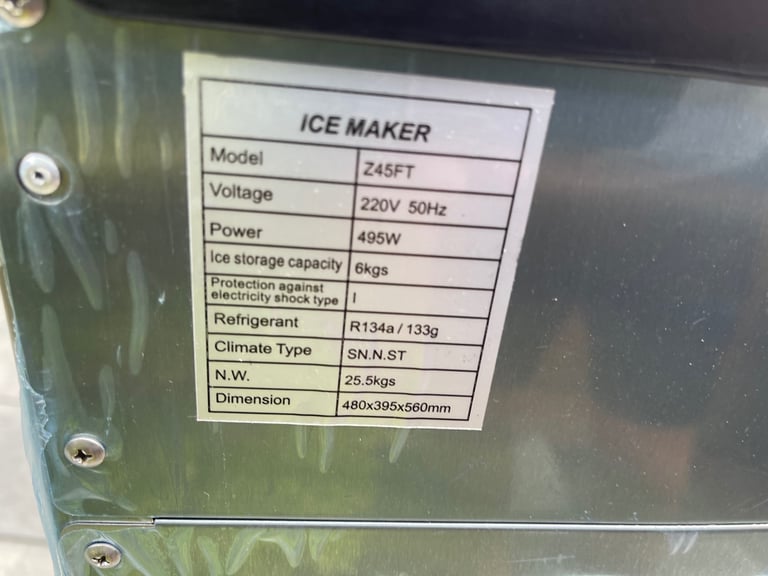 ICE MAKER
Model Z45FT
Voltage 220V 50Hz
Power 495W
Ice storage capacity 6kgs
Protection against
electricity shock type I
Refrigerant R134a / 133g
Climate Type SN.N.ST
N.W. 25.5kgs
Dimension 480x395x560mm